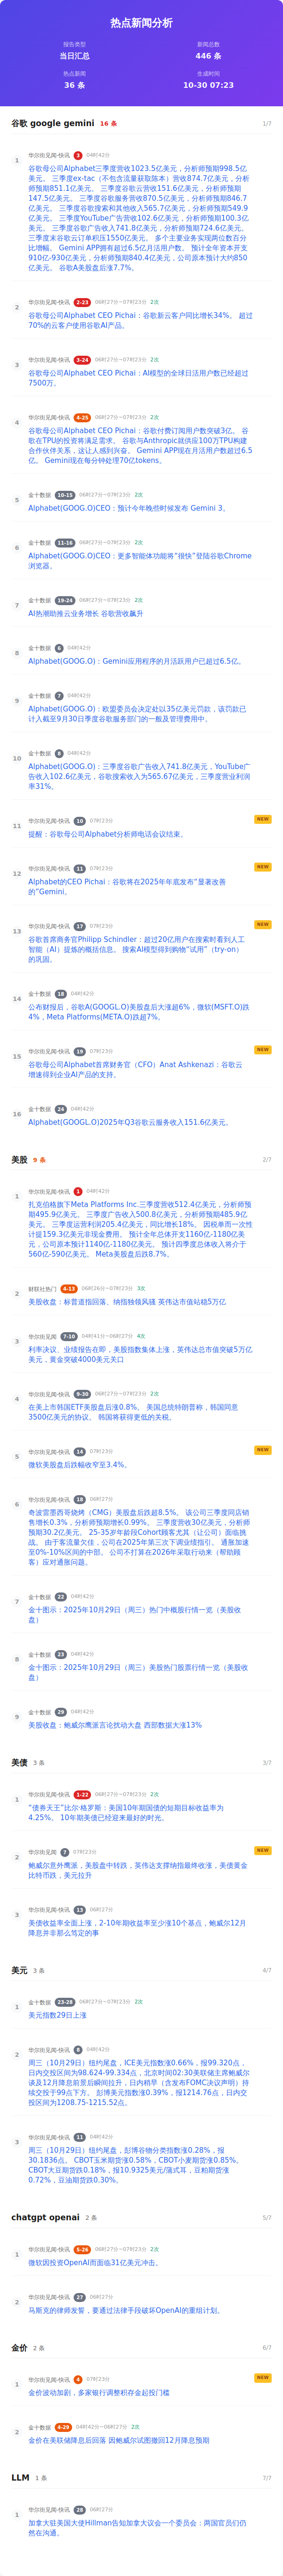 热点新闻分析
报告类型
新闻总数
当日汇总
446 条
热点新闻
生成时间
36 条
10-30 07:23
谷歌 google gemini 16 条 1/7
1
华尔街见闻-快讯 3 04时42分
谷歌母公司Alphabet三季度营收1023.5亿美元，分析师预期998.5亿
美元。 三季度ex-tac（不包含流量获取陈本）营收874.7亿美元，分析
师预期851.1亿美元。 三季度谷歌云营收151.6亿美元，分析师预期
147.5亿美元。 三季度谷歌服务营收870.5亿美元，分析师预期846.7
亿美元。 三季度谷歌搜索和其他收入565.7亿美元，分析师预期549.9
亿美元。 三季度YouTube广告营收102.6亿美元，分析师预期100.3亿
美元。 三季度谷歌广告收入741.8亿美元，分析师预期724.6亿美元。
三季度末谷歌云订单积压1550亿美元。 多个主要业务实现两位数百分
比增幅。 Gemini APP拥有超过6.5亿月活用户数。 预计全年资本开支
910亿-930亿美元，分析师预期840.4亿美元，公司原本预计大约850
亿美元。 谷歌A美股盘后涨7.7%。
2
华尔街见闻-快讯 2-23 06时27分~07时23分 2次
谷歌母公司Alphabet CEO Pichai：谷歌新云客户同比增长34%。 超过
70%的云客户使用谷歌AI产品。
3
华尔街见闻-快讯 3-24 06时27分~07时23分 2次
谷歌母公司Alphabet CEO Pichai：AI模型的全球日活用户数已经超过
7500万。
4
华尔街见闻-快讯 4-25 06时27分~07时23分 2次
谷歌母公司Alphabet CEO Pichai：谷歌付费订阅用户数突破3亿。 谷
歌在TPU的投资将满足需求。 谷歌与Anthropic就供应100万TPU构建
合作伙伴关系，这让人感到兴奋。 Gemini APP现在月活用户数超过6.5
亿。 Gemini现在每分钟处理70亿tokens。
5
金十数据 10-15 06时27分~07时23分 2次
Alphabet(GOOG.O)CEO：预计今年晚些时候发布 Gemini 3。
6
金十数据 11-16 06时27分~07时23分 2次
Alphabet(GOOG.O)CEO：更多智能体功能将“很快”登陆谷歌Chrome
浏览器。
7
金十数据 19-24 06时27分~07时23分 2次
AI热潮助推云业务增长 谷歌营收飙升
8
金十数据 6 04时42分
Alphabet(GOOG.O)：Gemini应用程序的月活跃用户已超过6.5亿。
9
金十数据 7 04时42分
Alphabet(GOOG.O)：欧盟委员会决定处以35亿美元罚款，该罚款已
计入截至9月30日季度谷歌服务部门的一般及管理费用中。
10
金十数据 8 04时42分
Alphabet(GOOG.O)：三季度谷歌广告收入741.8亿美元，YouTube广
告收入102.6亿美元，谷歌搜索收入为565.67亿美元，三季度营业利润
率31%。
11
华尔街见闻-快讯 10 07时23分 NEW
提醒：谷歌母公司Alphabet分析师电话会议结束。
12
华尔街见闻-快讯 11 07时23分 NEW
Alphabet的CEO Pichai：谷歌将在2025年年底发布“显著改善
的”Gemini。
13
华尔街见闻-快讯 17 07时23分 NEW
谷歌首席商务官Philipp Schindler：超过20亿用户在搜索时看到人工
智能（AI）提炼的概括信息。 搜索AI模型得到购物“试用”（try-on）
的巩固。
14
金十数据 18 04时42分
公布财报后，谷歌A(GOOGL.O)美股盘后大涨超6%，微软(MSFT.O)跌
4%，Meta Platforms(META.O)跌超7%。
15
华尔街见闻-快讯 19 07时23分 NEW
谷歌母公司Alphabet首席财务官（CFO）Anat Ashkenazi：谷歌云
增速得到企业AI产品的支持。
16
金十数据 24 04时42分
Alphabet(GOOGL.O)2025年Q3谷歌云服务收入151.6亿美元。
美股 9 条 2/7
1
华尔街见闻-快讯 1 04时42分
扎克伯格旗下Meta Platforms Inc.三季度营收512.4亿美元，分析师预
期495.9亿美元。 三季度广告收入500.8亿美元，分析师预期485.9亿
美元。 三季度运营利润205.4亿美元，同比增长18%。 因税单而一次性
计提159.3亿美元非现金费用。 预计全年总体开支1160亿-1180亿美
元，公司原本预计1140亿-1180亿美元。 预计四季度总体收入将介于
560亿-590亿美元。 Meta美股盘后跌8.7%。
2
财联社热门 4-13 06时26分~07时23分 3次
美股收盘：标普道指回落、纳指独领风骚 英伟达市值站稳5万亿
3
华尔街见闻 7-10 04时41分~06时27分 4次
利率决议、业绩报告在即，美股指数集体上涨，英伟达总市值突破5万亿
美元，黄金突破4000美元关口
4
华尔街见闻-快讯 9-30 06时27分~07时23分 2次
在美上市韩国ETF美股盘后涨0.8%。 美国总统特朗普称，韩国同意
3500亿美元的协议。 韩国将获得更低的关税。
5
华尔街见闻-快讯 14 07时23分 NEW
微软美股盘后跌幅收窄至3.4%。
6
华尔街见闻-快讯 18 06时27分
奇波雷墨西哥烧烤（CMG）美股盘后跌超8.5%。 该公司三季度同店销
售增长0.3%，分析师预期增长0.99%。 三季度营收30亿美元，分析师
预期30.2亿美元。 25-35岁年龄段Cohort顾客尤其（让公司）面临挑
战。 由于客流量欠佳，公司在2025年第三次下调业绩指引。 通胀加速
至0%-10%区间的中部。 公司不打算在2026年采取行动来（帮助顾
客）应对通胀问题。
7
金十数据 22 04时42分
金十图示：2025年10月29日（周三）热门中概股行情一览（美股收
盘）
8
金十数据 23 04时42分
金十图示：2025年10月29日（周三）美股热门股票行情一览（美股收
盘）
9
金十数据 29 04时42分
美股收盘：鲍威尔鹰派言论扰动大盘 西部数据大涨13%
美债 3 条 3/7
1
华尔街见闻-快讯 1-22 06时27分~07时23分 2次
“债券天王”比尔·格罗斯：美国10年期国债的短期目标收益率为
4.25%。 10年期美债已经迎来最好的时光。
2
华尔街见闻 7 07时23分 NEW
鲍威尔意外鹰派，美股盘中转跌，英伟达支撑纳指最终收涨，美债黄金
比特币跌，美元拉升
3
华尔街见闻-快讯 13 06时27分
美债收益率全面上涨，2-10年期收益率至少涨10个基点，鲍威尔12月
降息并非那么笃定的事
美元 3 条 4/7
1
金十数据 23-28 06时27分~07时23分 2次
美元指数29日上涨
2
华尔街见闻-快讯 8 04时42分
周三（10月29日）纽约尾盘，ICE美元指数涨0.66%，报99.320点，
日内交投区间为98.624-99.334点，北京时间02:30美联储主席鲍威尔
谈及12月降息前景后瞬间拉升，日内稍早（含发布FOMC决议声明）持
续交投于99点下方。 彭博美元指数涨0.39%，报1214.76点，日内交
投区间为1208.75-1215.52点。
3
华尔街见闻-快讯 11 04时42分
周三（10月29日）纽约尾盘，彭博谷物分类指数涨0.28%，报
30.1836点。 CBOT玉米期货涨0.58%，CBOT小麦期货涨0.85%。
CBOT大豆期货跌0.18%，报10.9325美元/蒲式耳，豆粕期货涨
0.72%，豆油期货跌0.30%。
chatgpt openai 2 条 5/7
1
华尔街见闻-快讯 5-26 06时27分~07时23分 2次
微软因投资OpenAI而面临31亿美元冲击。
2
华尔街见闻-快讯 27 06时27分
马斯克的律师发誓，要通过法律手段破坏OpenAI的重组计划。
金价 2 条 6/7
1
华尔街见闻-快讯 4 07时23分 NEW
金价波动加剧，多家银行调整积存金起投门槛
2
金十数据 4-29 04时42分~06时27分 2次
金价在美联储降息后回落 因鲍威尔试图撤回12月降息预期
LLM 1 条 7/7
1
华尔街见闻-快讯 28 06时27分
加拿大驻美国大使Hillman告知加拿大议会一个委员会：两国官员们仍
然在沟通。